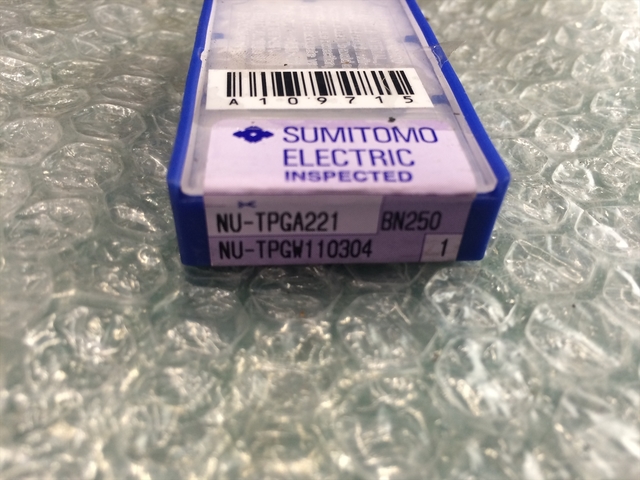 A109715
SUMITOMO
ELECTRIC
INSPECTED
NU-TPGA221 BN250
NU-TPGW110304 1